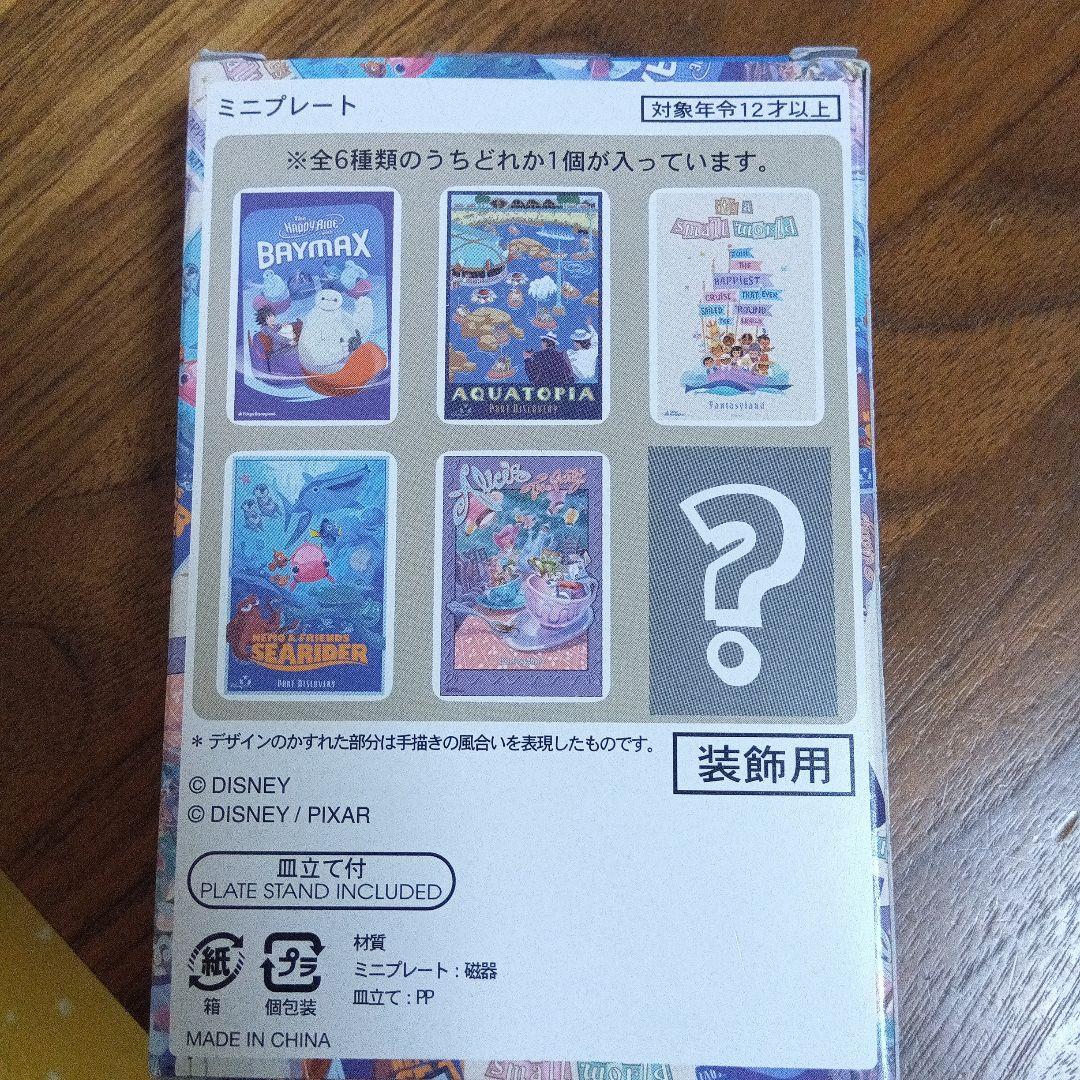 ミニプレート
対象年令12才以上
※全6種類のうちどれか1個が入っています。
The
HAPPY RIDE
with
BAYMAX
AQUATOPIA
PORT DISCOVERY
it's a
small world
JOIN
THE
HAPPIEST
CRUISE THAT EVER
SAILED 'ROUND
THE WORLD
Fantasyland
NEMO & FRIENDS
SEARIDER
PORT DISCOVERY
Alice's
Tea Party
?
* デザインのかすれた部分は手描きの風合いを表現したものです。
装飾用
© DISNEY
© DISNEY / PIXAR
皿立て付
PLATE STAND INCLUDED
紙
箱
プラ
個包装
材質
ミニプレート：磁器
皿立て：PP
MADE IN CHINA